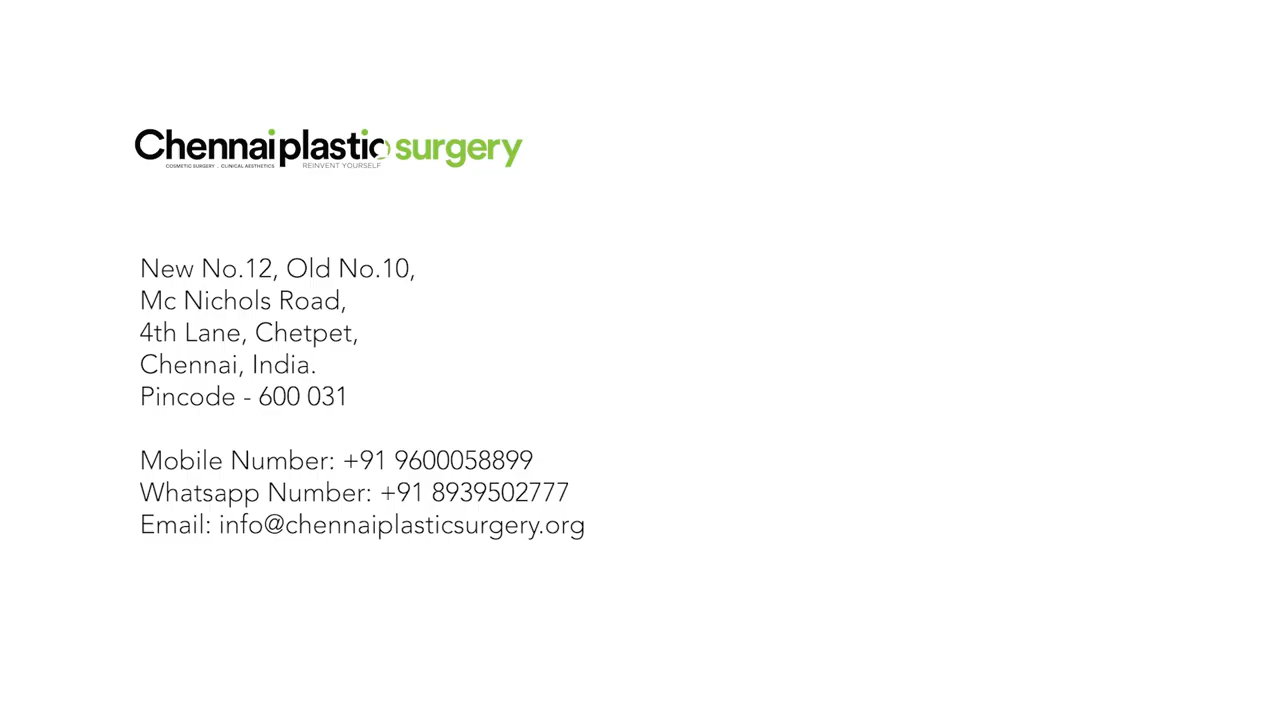 Chennaiplastic surgery
COSMETIC SURGERY . CLINICAL AESTHETICS
REINVENT YOURSELF
New No.12, Old No.10,
Mc Nichols Road,
4th Lane, Chetpet,
Chennai, India.
Pincode - 600 031
Mobile Number: +91 9600058899
Whatsapp Number: +91 8939502777
Email: info@chennaiplasticsurgery.org